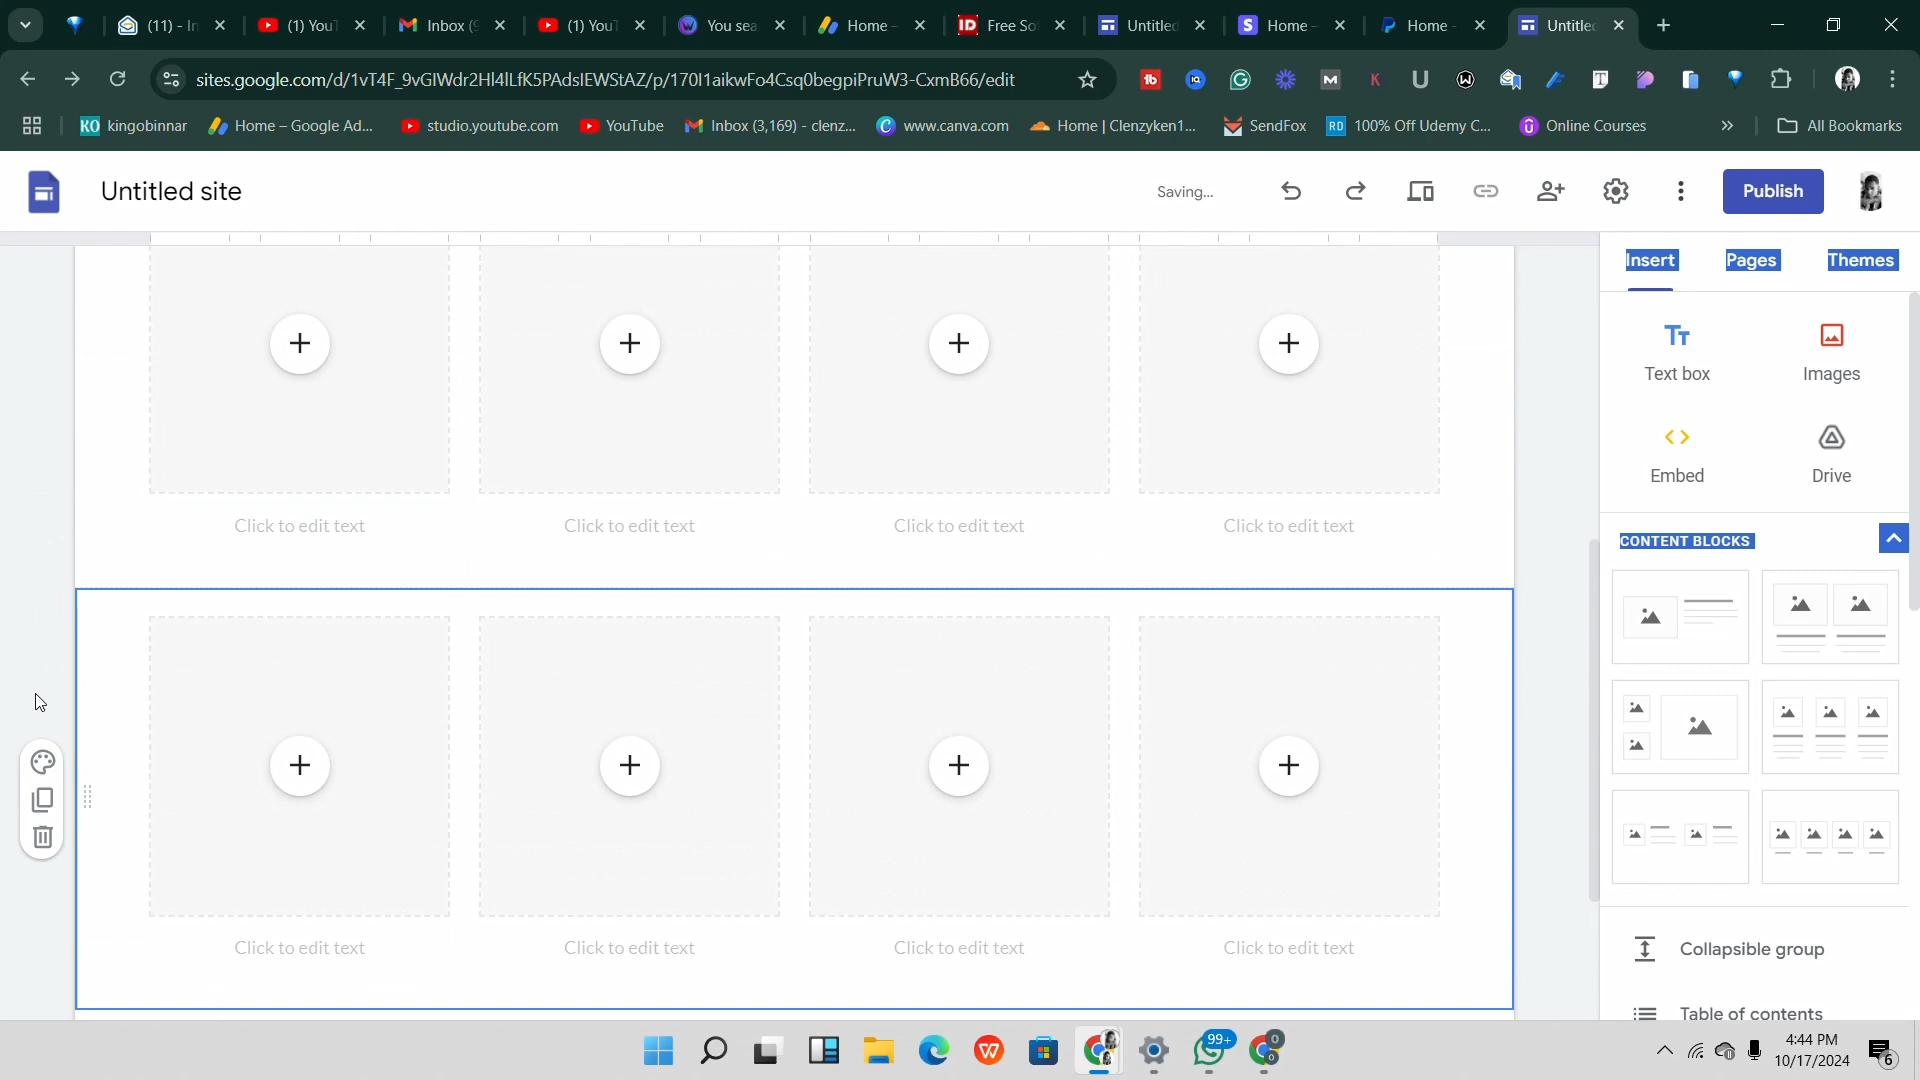 (11) - In
(1) YouT
Inbox (9
(1) YouT
You sea
Home –
Free So
Untitled
Home –
Home -
Untitled
sites.google.com/d/1vT4F_9vGlWdr2Hl4lLfK5PAdslEWStAZ/p/170I1aikwFo4Csq0begpiPruW3-CxmB66/edit
kingobinnar
Home – Google Ad...
studio.youtube.com
YouTube
Inbox (3,169) - clenz...
www.canva.com
Home | Clenzyken1...
SendFox
100% Off Udemy C...
Online Courses
All Bookmarks
Untitled site
Saving...
Publish
Insert
Pages
Themes
Text box
Images
Embed
Drive
CONTENT BLOCKS
Click to edit text
Click to edit text
Click to edit text
Click to edit text
Click to edit text
Click to edit text
Click to edit text
Click to edit text
Collapsible group
Table of contents
99+
4:44 PM
10/17/2024
6